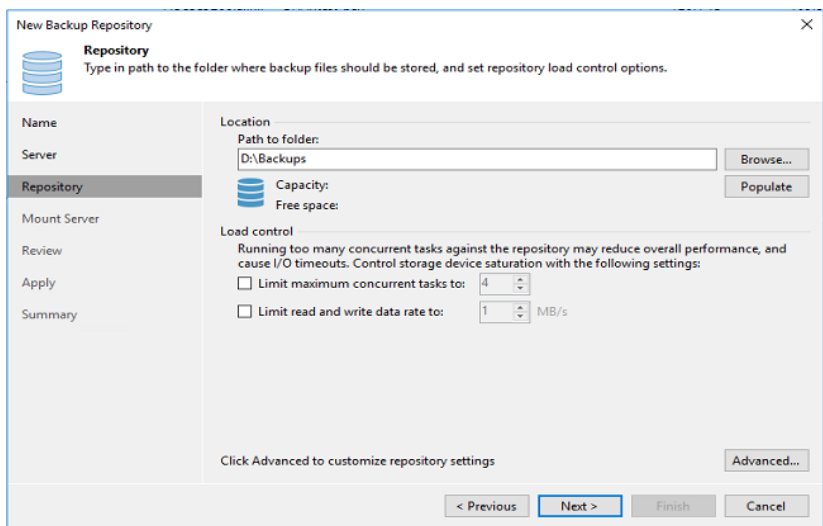 New Backup Repository
Repository
Type in path to the folder where backup files should be stored, and set repository load control options.
Name
Server
Repository
Mount Server
Review
Apply
Summary
Location
Path to folder:
D:\Backups
Browse...
Capacity:
Populate
Free space:
Load control
Running too many concurrent tasks against the repository may reduce overall performance, and
cause I/O timeouts. Control storage device saturation with the following settings:
Limit maximum concurrent tasks to: 4
Limit read and write data rate to: 1 MB/s
Click Advanced to customize repository settings
Advanced...
< Previous
Next >
Finish
Cancel